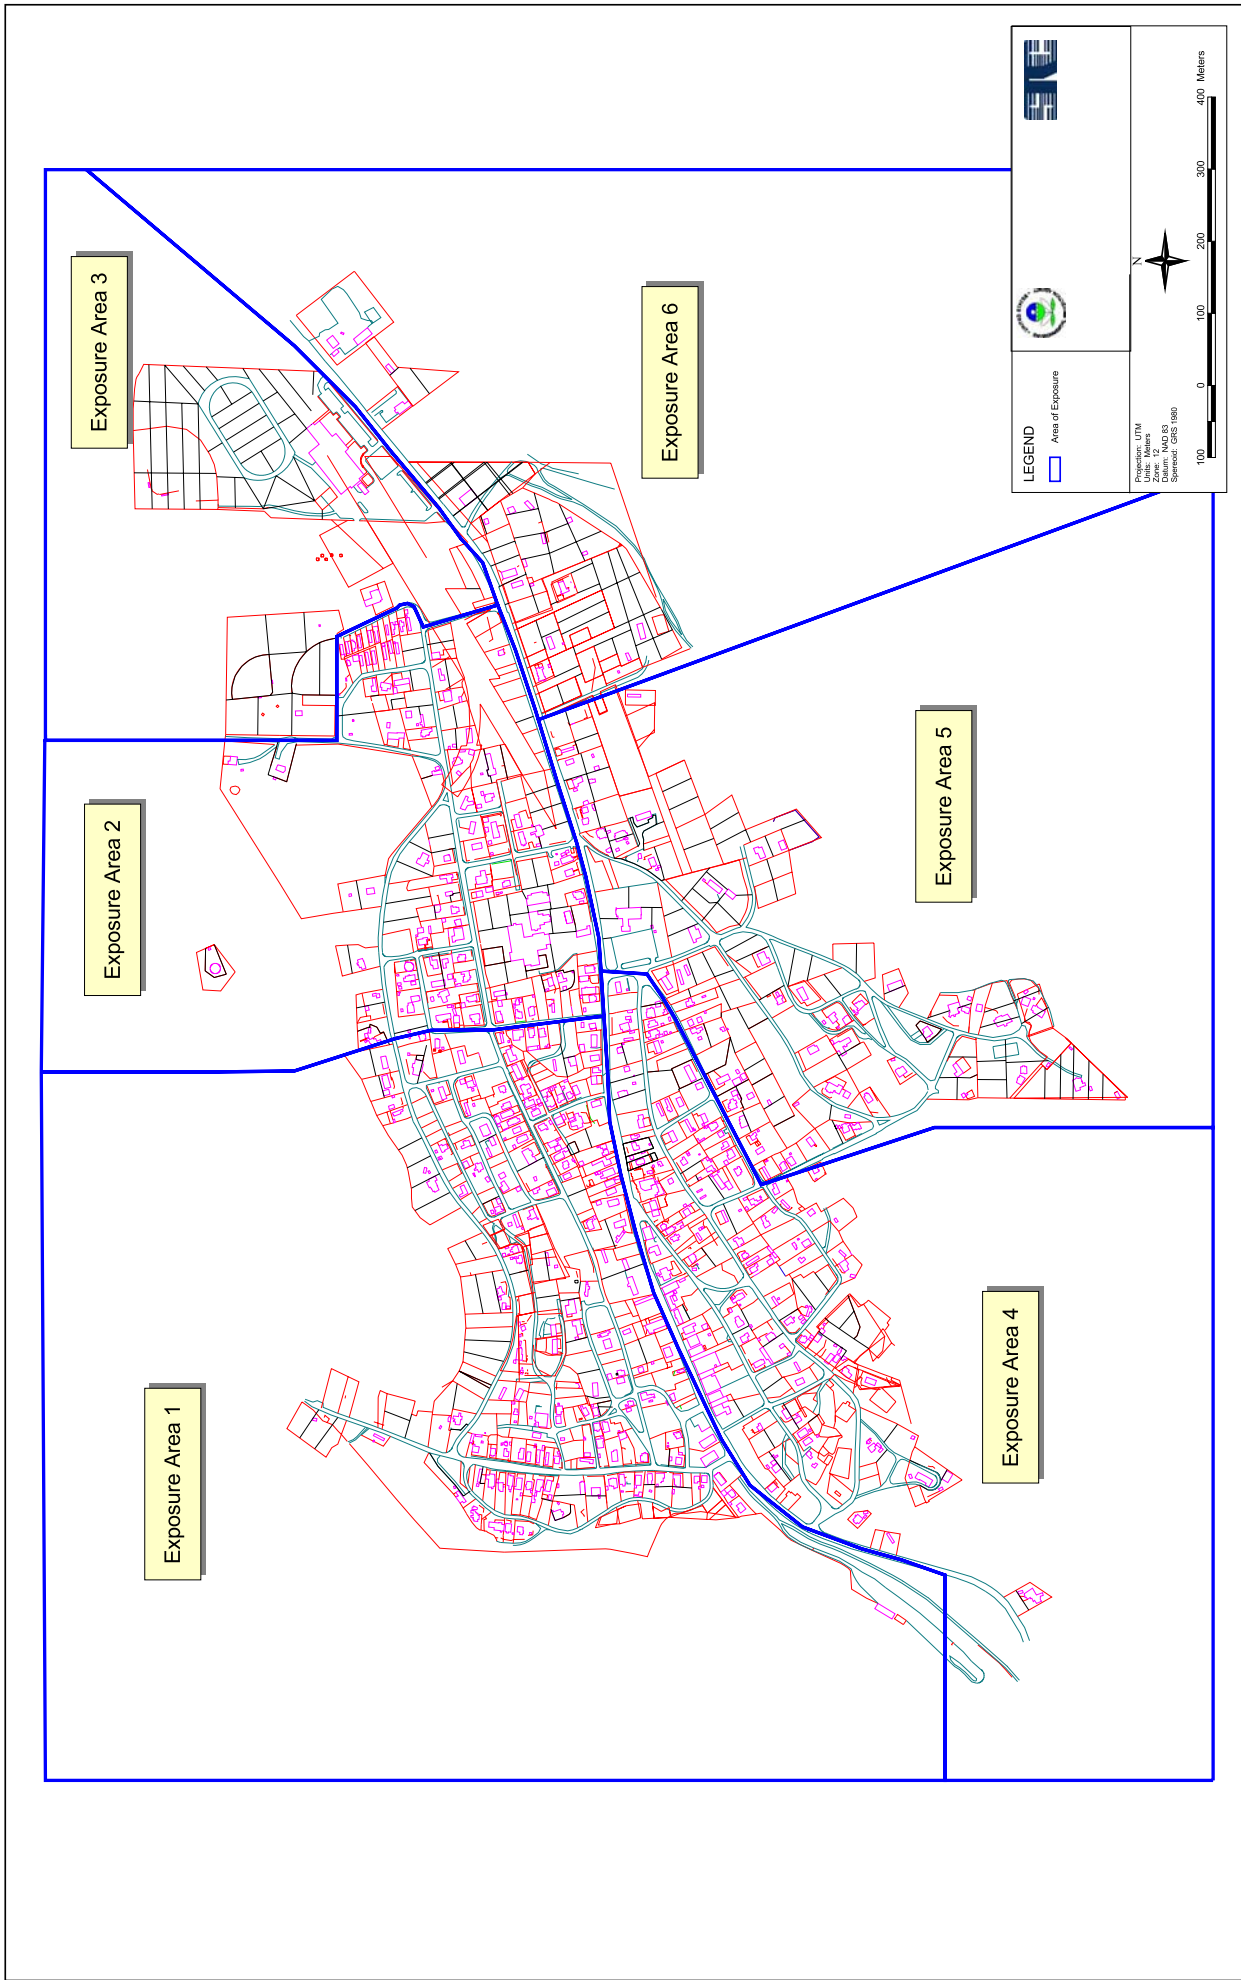 Exposure Area 1
Exposure Area 2
Exposure Area 3
Exposure Area 4
Exposure Area 5
Exposure Area 6
LEGEND
Area of Exposure
Projection: UTM
Units: Meters
Zone: 12
Datum: NAD 83
Spereoid: GRS 1980
N
100 0 100 200 300 400 Meters